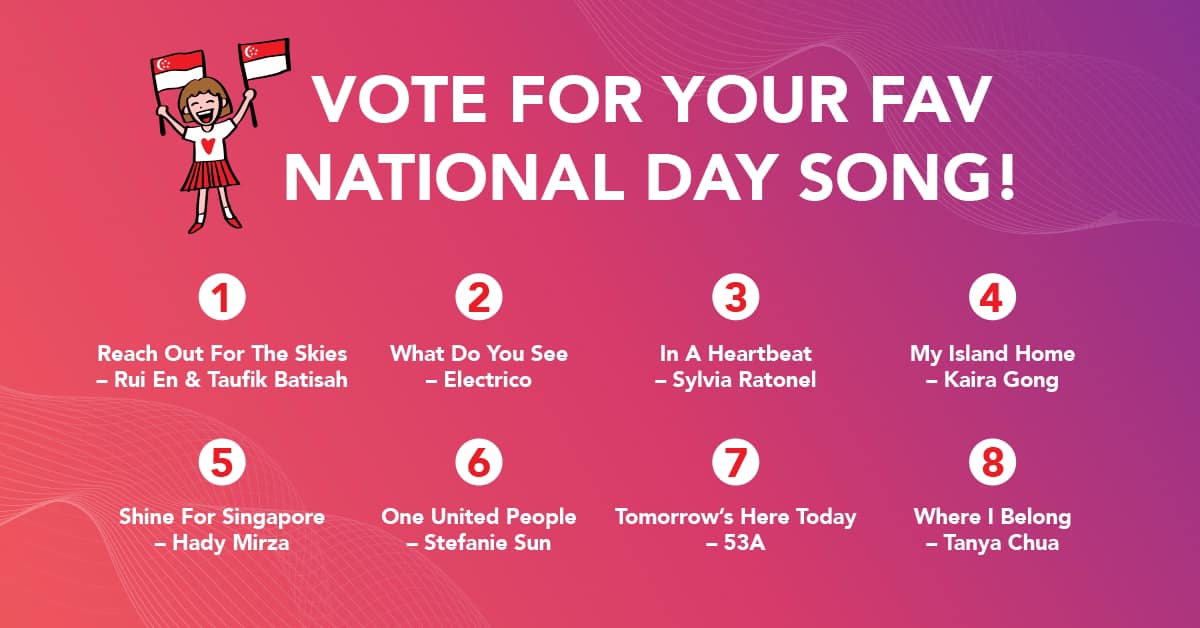 VOTE FOR YOUR FAV
NATIONAL DAY SONG!
1
Reach Out For The Skies
– Rui En & Taufik Batisah
2
What Do You See
– Electrico
3
In A Heartbeat
– Sylvia Ratonel
4
My Island Home
– Kaira Gong
5
Shine For Singapore
– Hady Mirza
6
One United People
– Stefanie Sun
7
Tomorrow‘s Here Today
– 53A
8
Where I Belong
– Tanya Chua